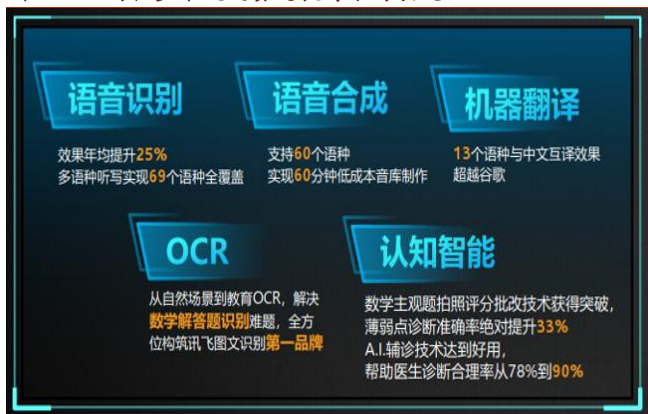 语音识别
效果年均提升25%
多语种听写实现69个语种全覆盖
语音合成
支持60个语种
实现60分钟低成本音库制作
机器翻译
13个语种与中文互译效果
超越谷歌
OCR
从自然场景到教育OCR，解决
数学解答题识别难题，全方
位构筑讯飞图文识别第一品牌
认知智能
数学主观题拍照评分批改技术获得突破，
薄弱点诊断准确率绝对提升33%
A.I.辅诊技术达到好用，
帮助医生诊断合理率从78%到90%